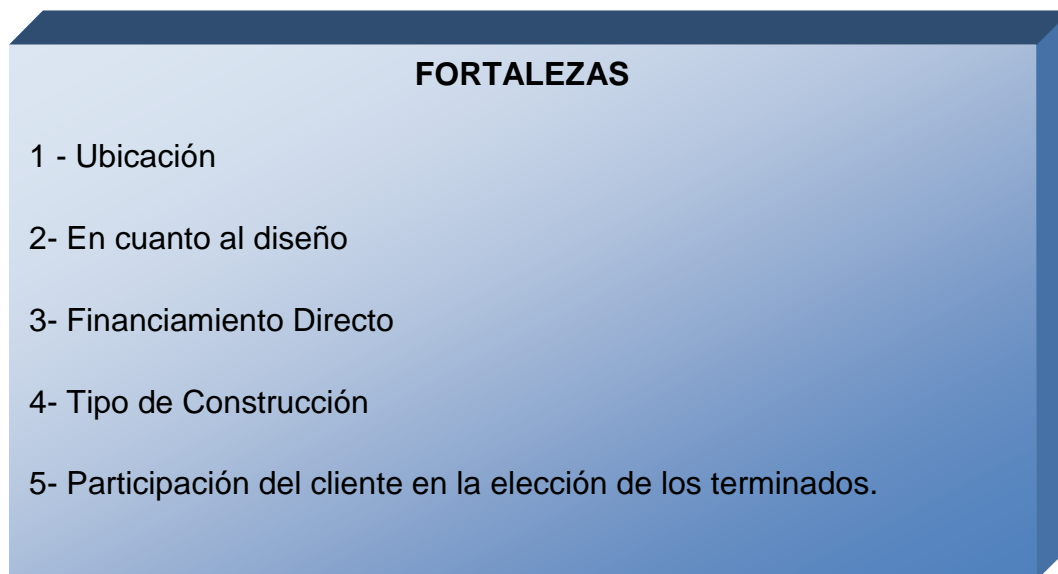 FORTALEZAS
1 - Ubicación
2- En cuanto al diseño
3- Financiamiento Directo
4- Tipo de Construcción
5- Participación del cliente en la elección de los terminados.